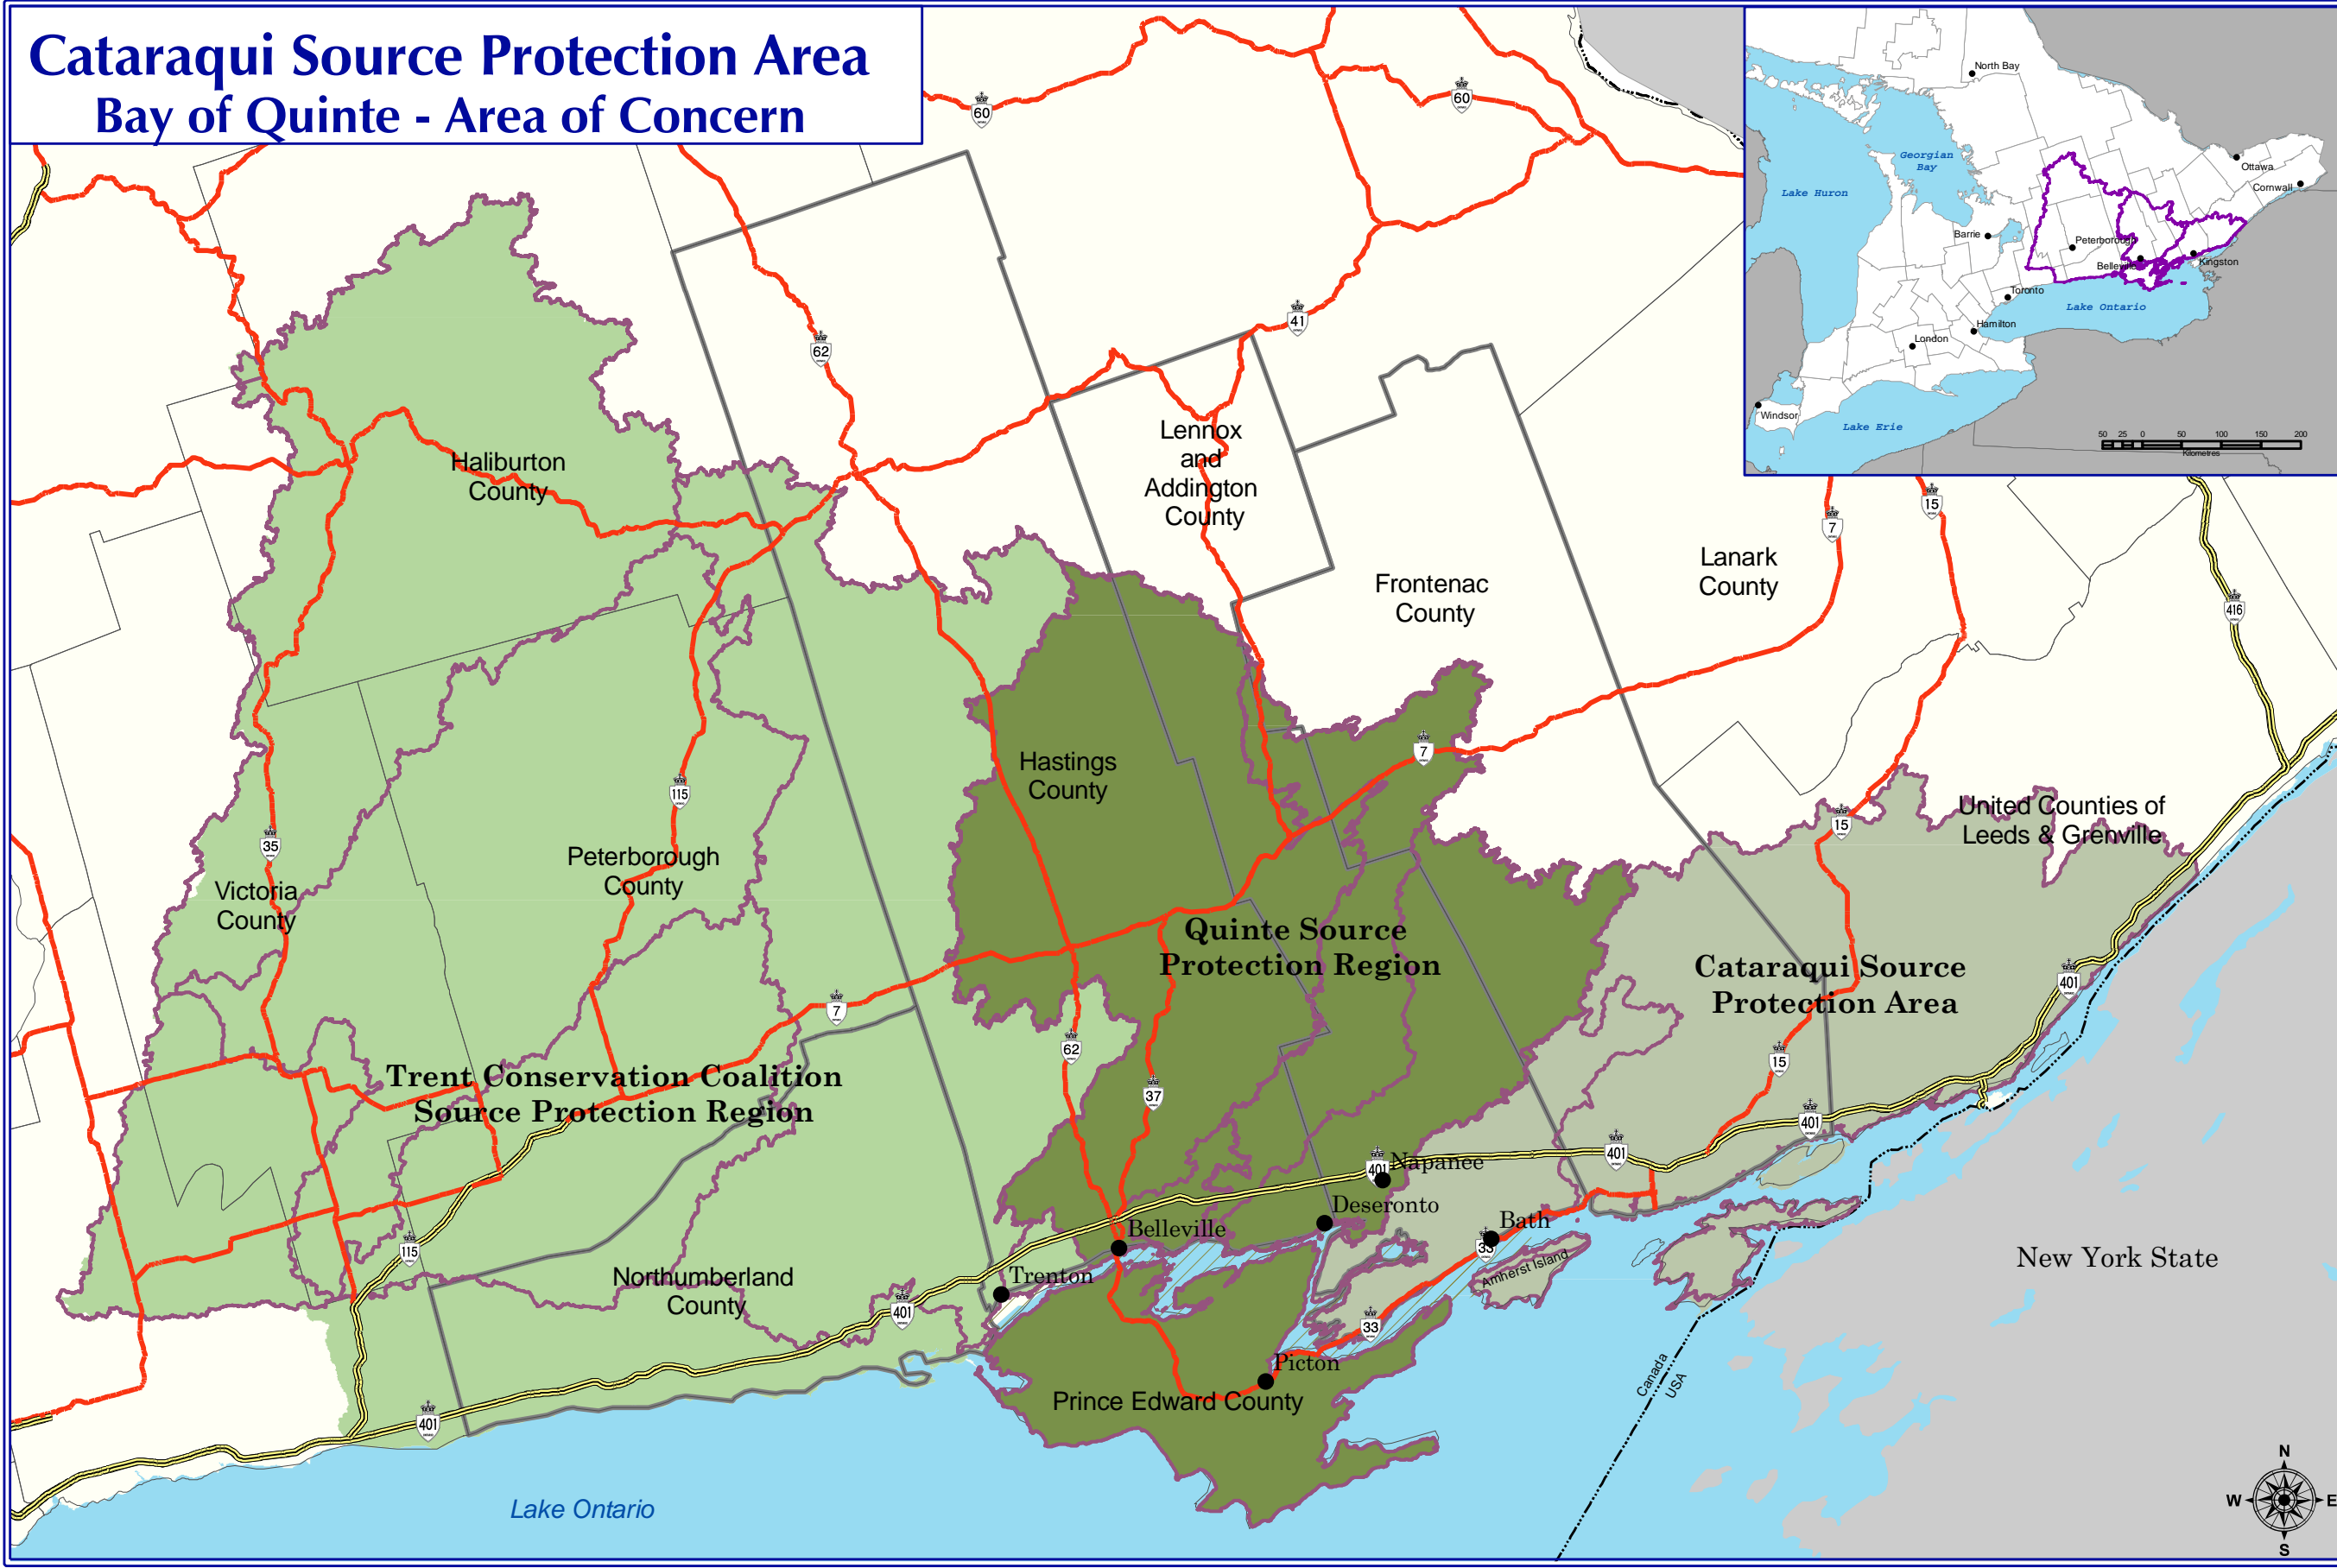 Cataraqui Source Protection Area
Bay of Quinte - Area of Concern
60
60
41
62
Lennox
and
Addington
County
Haliburton
County
Frontenac
County
Lanark
County
7
15
416
Hastings
County
7
115
35
Peterborough
County
Victoria
County
15
United Counties of
Leeds & Grenville
Quinte Source
Protection Region
Cataraqui Source
Protection Area
401
7
62
37
15
Trent Conservation Coalition
Source Protection Region
401
401
401
Napanee
Deseronto
Belleville
Bath
33
Amherst Island
115
Trenton
Northumberland
County
401
33
Picton
Prince Edward County
401
Lake Ontario
New York State
Canada
USA
N
W
E
S
North Bay
Georgian
Bay
Lake Huron
Ottawa
Cornwall
Barrie
Peterborough
Belleville
Kingston
Toronto
Lake Ontario
Hamilton
London
Windsor
Lake Erie
50 25 0 50 100 150 200
Kilometres